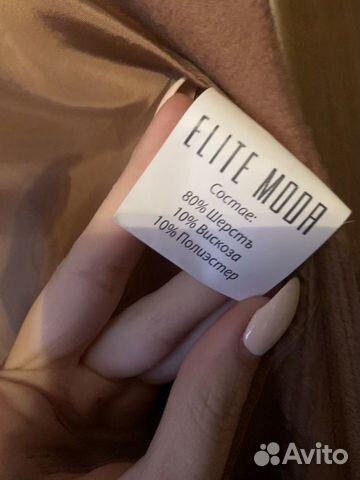 ELITE MODA
Состав:
80% Шерсть
10% Вискоза
10% Полиэстер
Avito